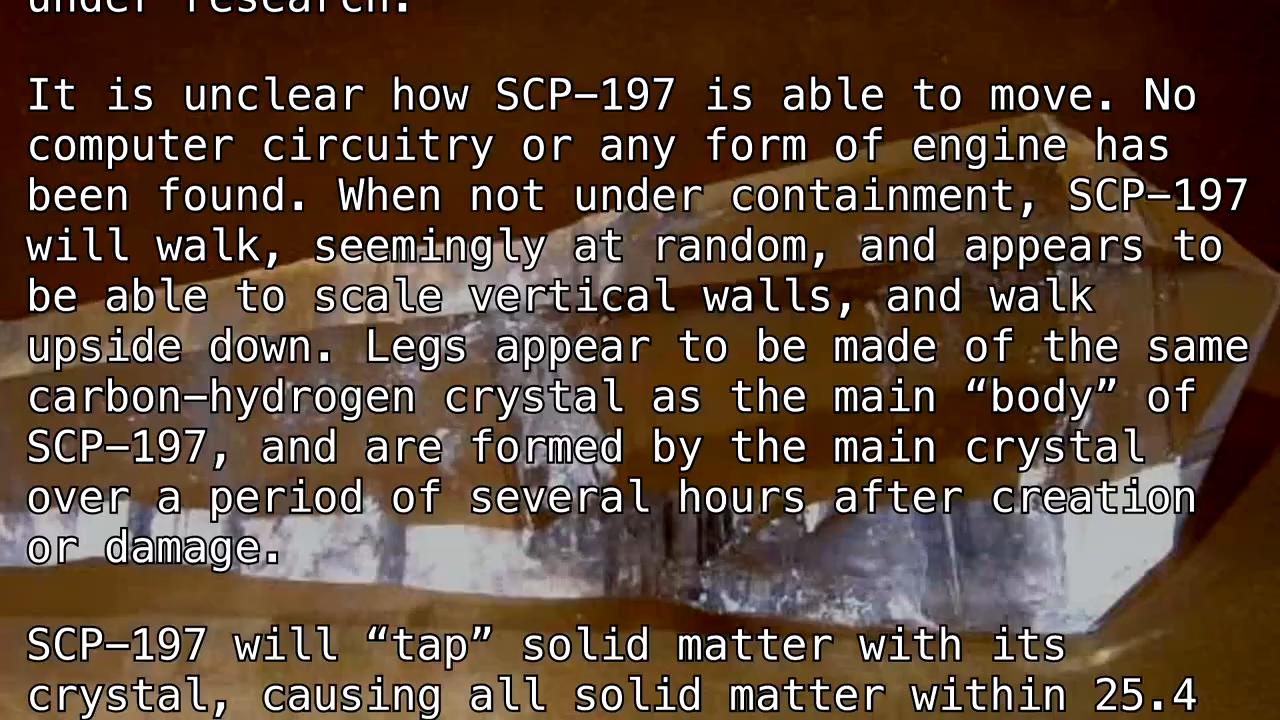 under research.
It is unclear how SCP–197 is able to move. No
computer circuitry or any form of engine has
been found. When not under containment, SCP–197
will walk, seemingly at random, and appears to
be able to scale vertical walls, and walk
upside down. Legs appear to be made of the same
carbon–hydrogen crystal as the main “body” of
SCP–197, and are formed by the main crystal
over a period of several hours after creation
or damage.
SCP–197 will “tap” solid matter with its
crystal, causing all solid matter within 25.4